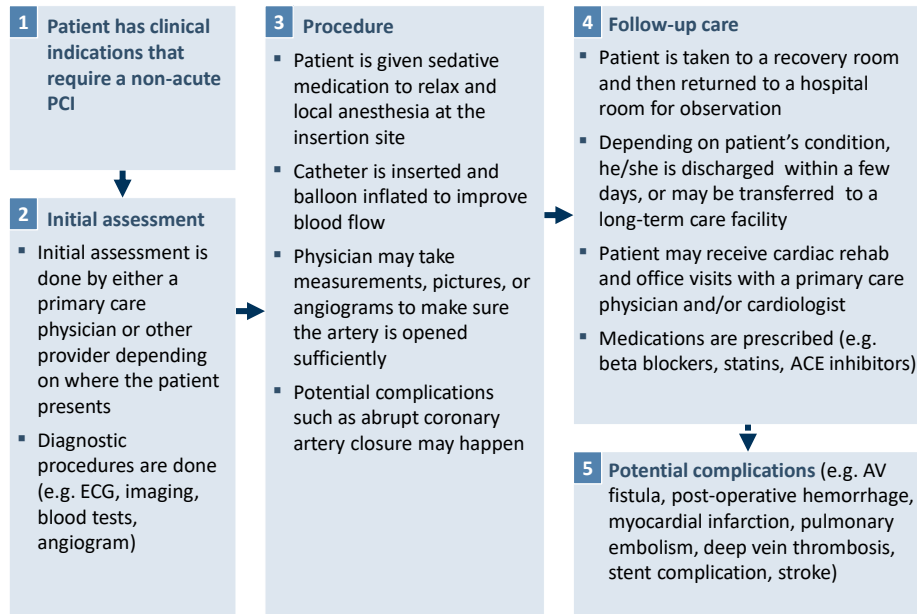 1 Patient has clinical
indications that
require a non-acute
PCI
2 Initial assessment
▪ Initial assessment is
done by either a
primary care
physician or other
provider depending
on where the patient
presents
▪ Diagnostic
procedures are done
(e.g. ECG, imaging,
blood tests,
angiogram)
3 Procedure
▪ Patient is given sedative
medication to relax and
local anesthesia at the
insertion site
▪ Catheter is inserted and
balloon inflated to improve
blood flow
▪ Physician may take
measurements, pictures, or
angiograms to make sure
the artery is opened
sufficiently
▪ Potential complications
such as abrupt coronary
artery closure may happen
4 Follow-up care
▪ Patient is taken to a recovery room
and then returned to a hospital
room for observation
▪ Depending on patient’s condition,
he/she is discharged within a few
days, or may be transferred to a
long-term care facility
▪ Patient may receive cardiac rehab
and office visits with a primary care
physician and/or cardiologist
▪ Medications are prescribed (e.g.
beta blockers, statins, ACE inhibitors)
5 Potential complications (e.g. AV
fistula, post-operative hemorrhage,
myocardial infarction, pulmonary
embolism, deep vein thrombosis,
stent complication, stroke)